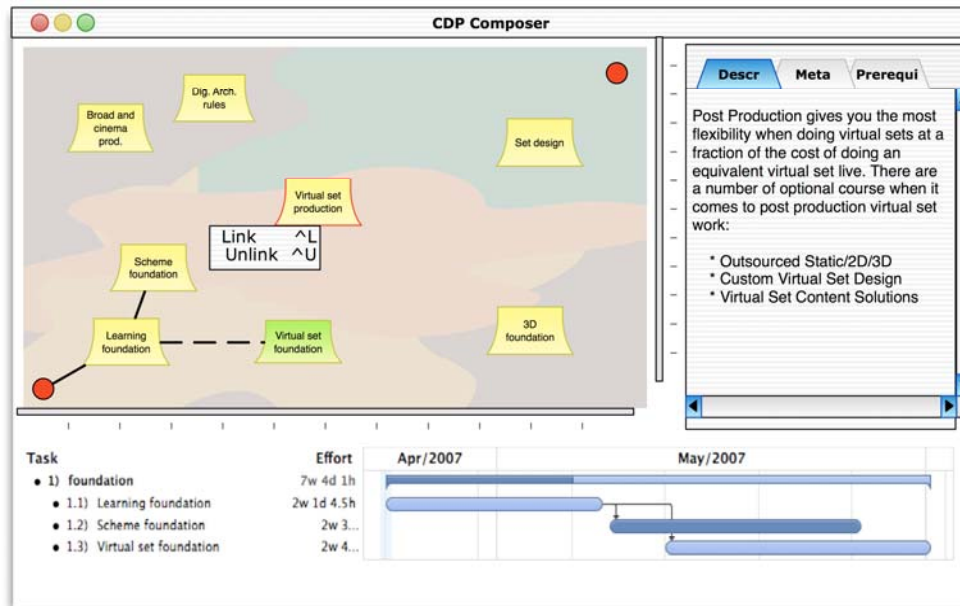 CDP Composer
Dig. Arch.
rules
Broad and
cinema
prod.
Set design
Virtual set
production
Link ^L
Unlink ^U
Scheme
foundation
Learning
foundation
Virtual set
foundation
3D
foundation
Descr Meta Prerequi
Post Production gives you the most
flexibility when doing virtual sets at a
fraction of the cost of doing an
equivalent virtual set live. There are
a number of optional course when it
comes to post production virtual set
work:
* Outsourced Static/2D/3D
* Custom Virtual Set Design
* Virtual Set Content Solutions
Task Effort Apr/2007 May/2007
• 1) foundation 7w 4d 1h
• 1.1) Learning foundation 2w 1d 4.5h
• 1.2) Scheme foundation 2w 3...
• 1.3) Virtual set foundation 2w 4...